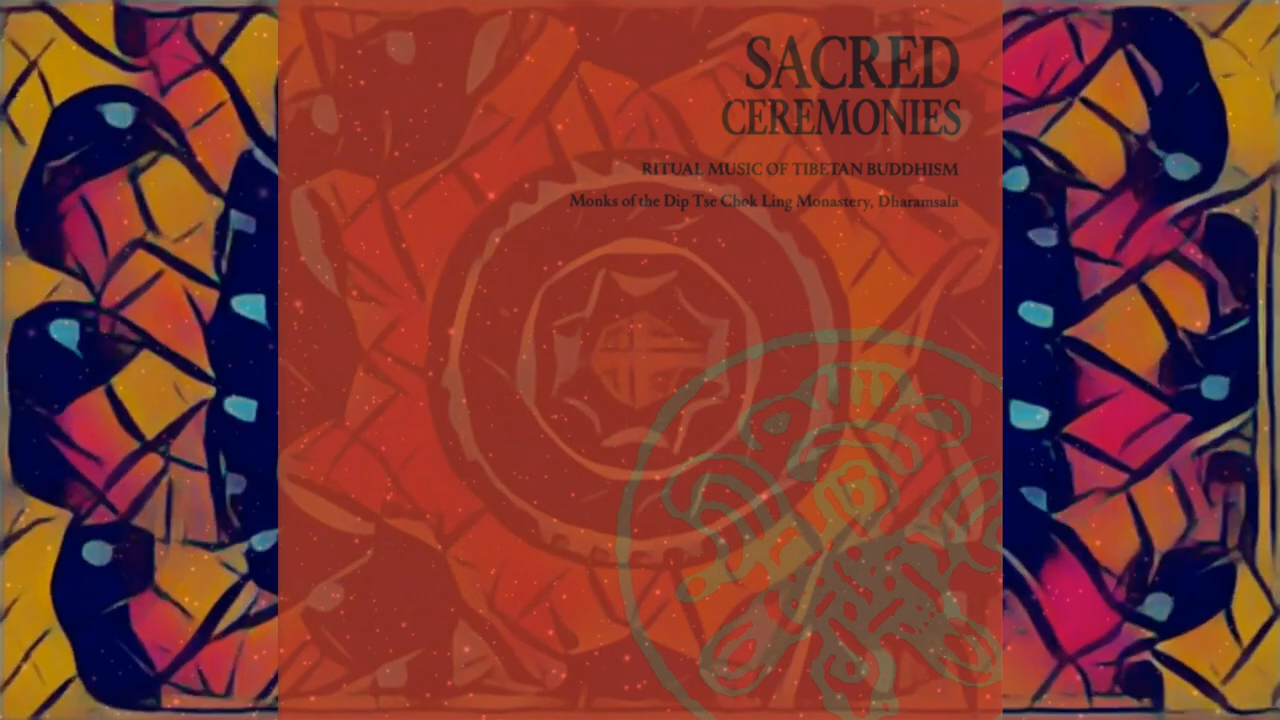 SACRED
CEREMONIES
RITUAL MUSIC OF TIBETAN BUDDHISM
Monks of the Dip Tse Chok Ling Monastery, Dharamsala